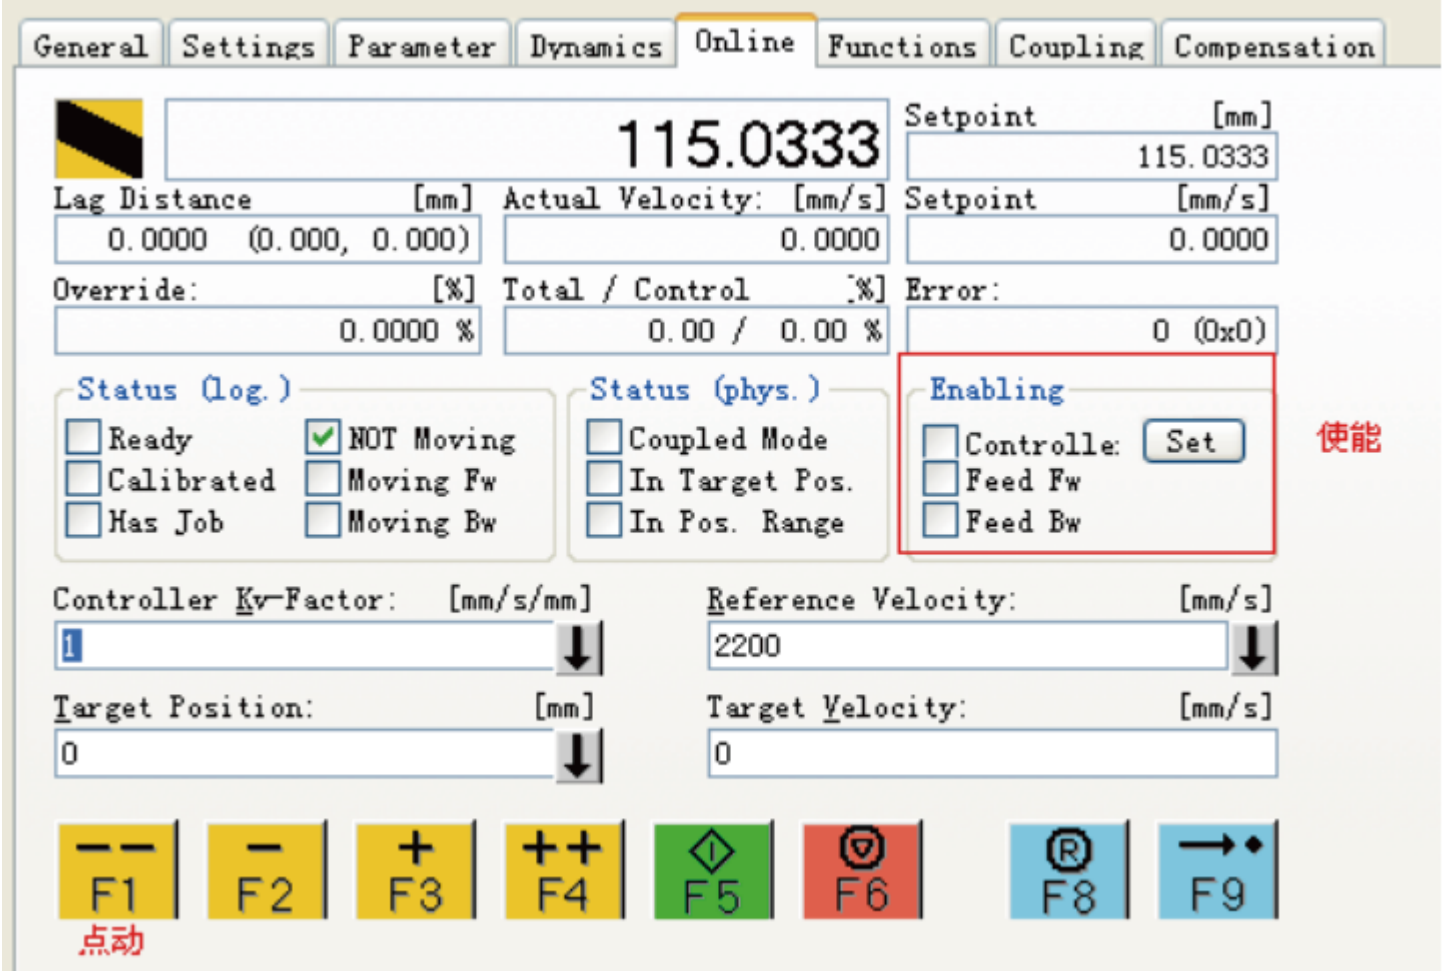 General Settings Parameter Dynamics Online Functions Coupling Compensation
115.0333
Setpoint [mm]
115.0333
Lag Distance [mm] Actual Velocity: [mm/s] Setpoint [mm/s]
0.0000 (0.000, 0.000) 0.0000 0.0000
Override: [%] Total / Control [%] Error:
0.0000 % 0.00 / 0.00 % 0 (0x0)
Status (log.) Status (phys.) Enabling
Ready NOT Moving Coupled Mode Controlle: Set 使能
Calibrated Moving Fw In Target Pos. Feed Fw
Has Job Moving Bw In Pos. Range Feed Bw
Controller Kv-Factor: [mm/s/mm] Reference Velocity: [mm/s]
1 2200
Target Position: [mm] Target Velocity: [mm/s]
0 0
-- - + ++ R
F1 F2 F3 F4 F5 F6 F8 F9
点动